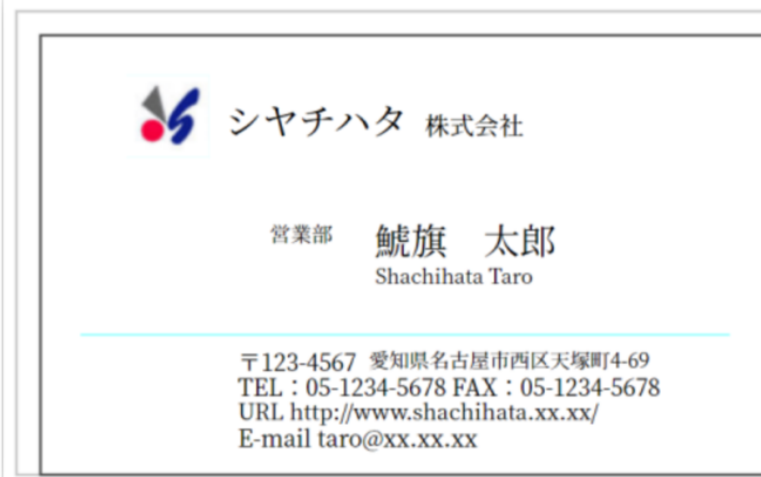 シヤチハタ 株式会社
営業部 鯱旗 太郎
Shachihata Taro
〒123-4567 愛知県名古屋市西区天塚町4-69
TEL：05-1234-5678 FAX：05-1234-5678
URL http://www.shachihata.xx.xx/
E-mail taro@xx.xx.xx